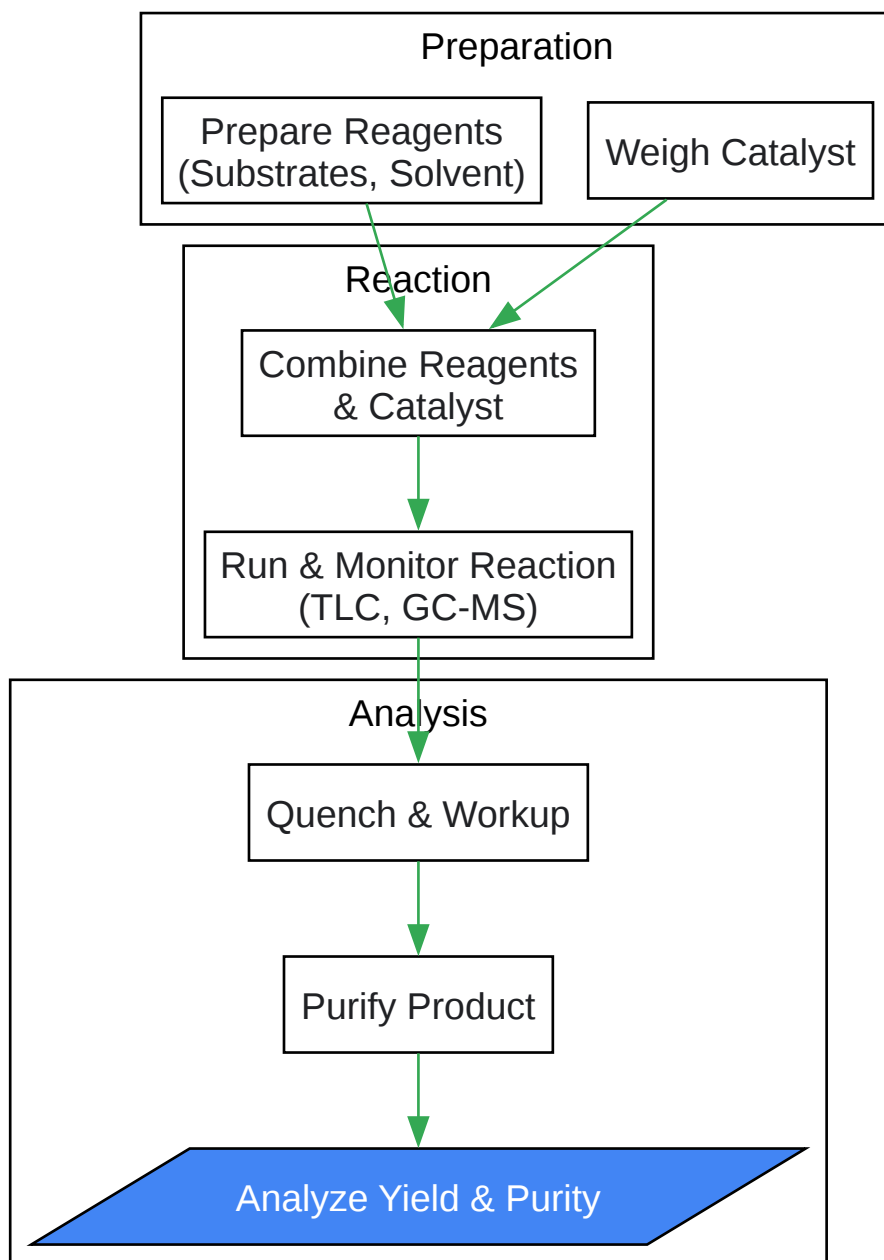 Preparation
Prepare Reagents
(Substrates, Solvent)
Weigh Catalyst
Reaction
Combine Reagents
& Catalyst
Run & Monitor Reaction
(TLC, GC-MS)
Analysis
Quench & Workup
Purify Product
Analyze Yield & Purity